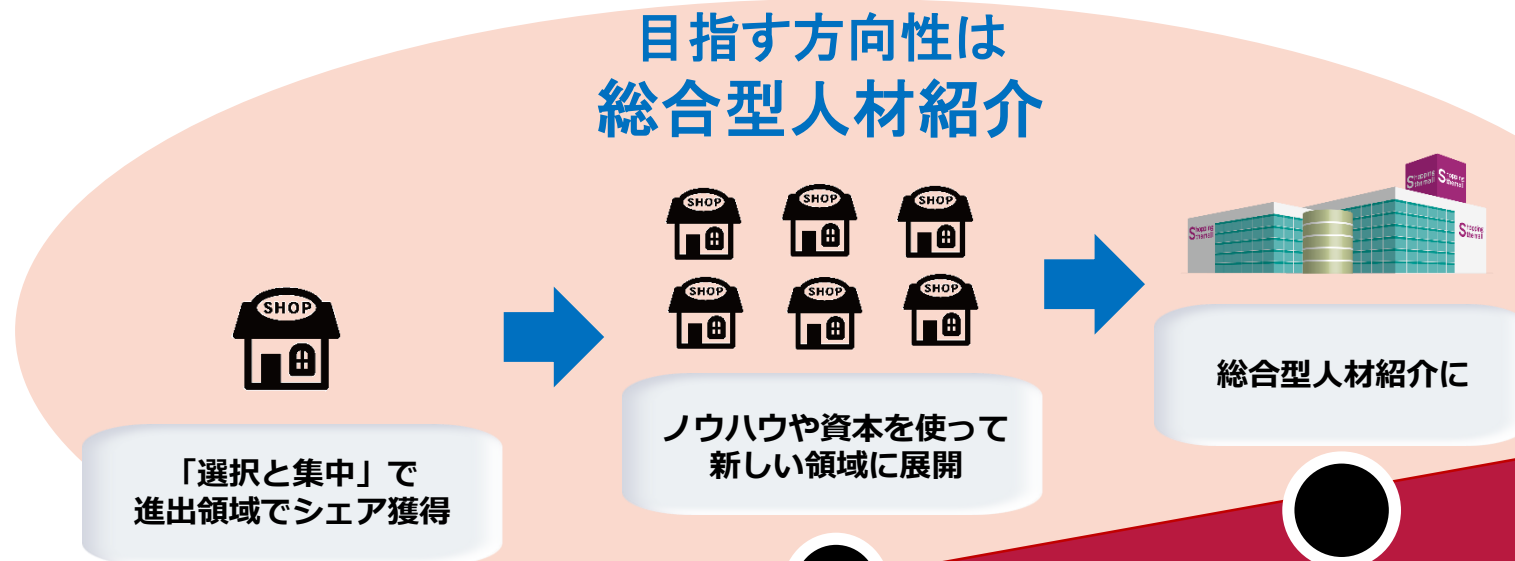 目指す方向性は
総合型人材紹介
SHOP
SHOP
SHOP
SHOP
SHOP
SHOP
SHOP
「選択と集中」で
進出領域でシェア獲得
ノウハウや資本を使って
新しい領域に展開
総合型人材紹介に